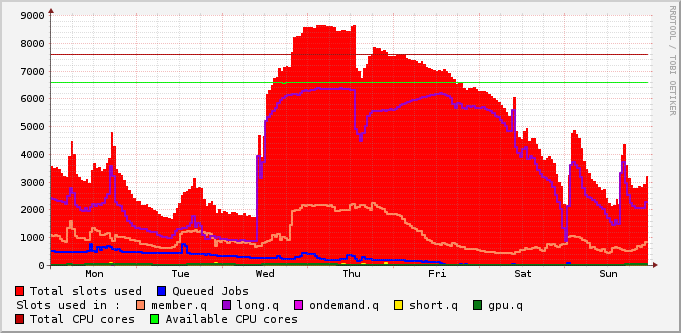 9000
8000
7000
6000
5000
4000
3000
2000
1000
0
Mon Tue Wed Thu Fri Sat Sun
RRDTOOL / TOBI OETIKER
Total slots used Queued Jobs
Slots used in : member.q long.q ondemand.q short.q gpu.q
Total CPU cores Available CPU cores